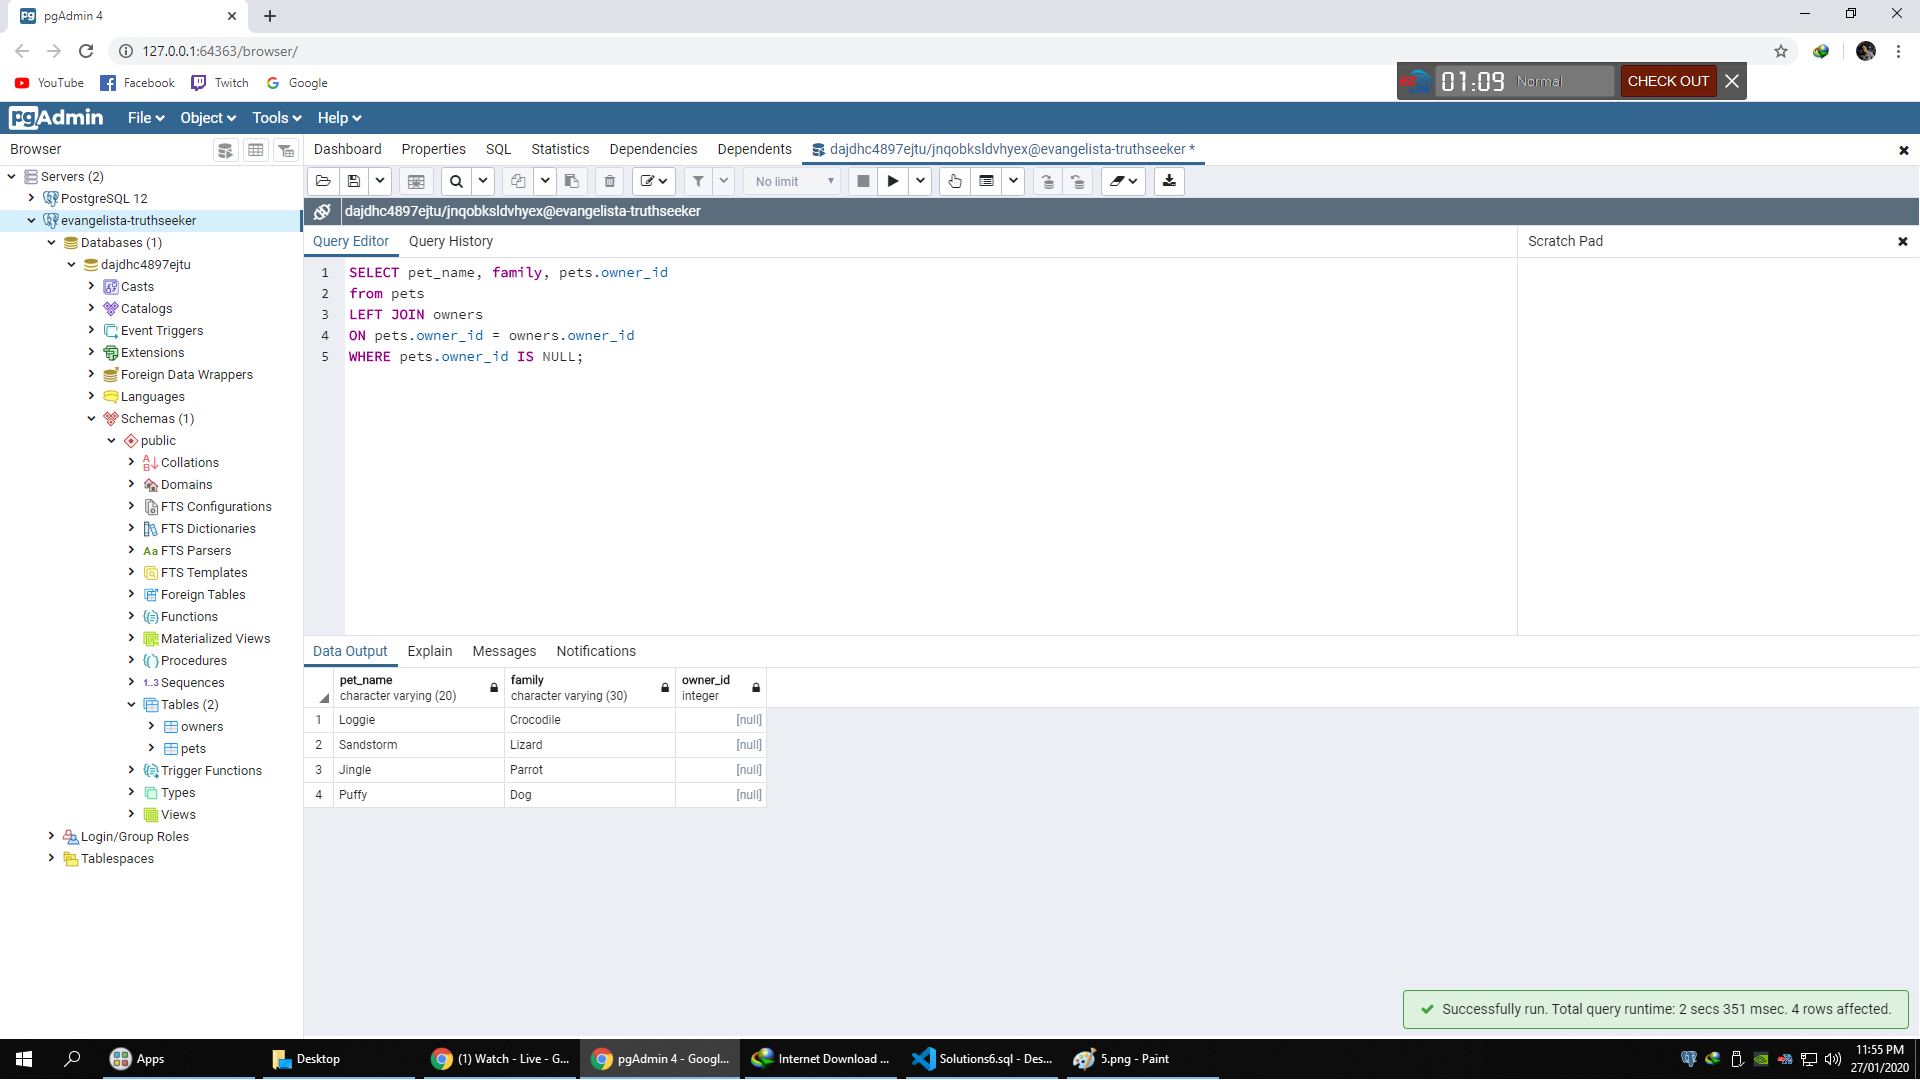 pgAdmin 4
127.0.0.1:64363/browser/
YouTube
Facebook
Twitch
Google
01:09
Normal
CHECK OUT
pgAdmin
File
Object
Tools
Help
Browser
Dashboard
Properties
SQL
Statistics
Dependencies
Dependents
dajdhc4897ejtu/jnqobksldvhyex@evangelista-truthseeker *
No limit
dajdhc4897ejtu/jnqobksldvhyex@evangelista-truthseeker
Servers (2)
PostgreSQL 12
evangelista-truthseeker
Databases (1)
dajdhc4897ejtu
Casts
Catalogs
Event Triggers
Extensions
Foreign Data Wrappers
Languages
Schemas (1)
public
Collations
Domains
FTS Configurations
FTS Dictionaries
Aa FTS Parsers
FTS Templates
Foreign Tables
Functions
Materialized Views
Procedures
1..3 Sequences
Tables (2)
owners
pets
Trigger Functions
Types
Views
Login/Group Roles
Tablespaces
Query Editor
Query History
Scratch Pad
1 SELECT pet_name, family, pets.owner_id
2 from pets
3 LEFT JOIN owners
4 ON pets.owner_id = owners.owner_id
5 WHERE pets.owner_id IS NULL;
Data Output
Explain
Messages
Notifications
pet_name
character varying (20)
family
character varying (30)
owner_id
integer
1 Loggie Crocodile [null]
2 Sandstorm Lizard [null]
3 Jingle Parrot [null]
4 Puffy Dog [null]
Successfully run. Total query runtime: 2 secs 351 msec. 4 rows affected.
Apps
Desktop
(1) Watch - Live - G...
pgAdmin 4 - Googl...
Internet Download ...
Solutions6.sql - Des...
5.png - Paint
11:55 PM
27/01/2020